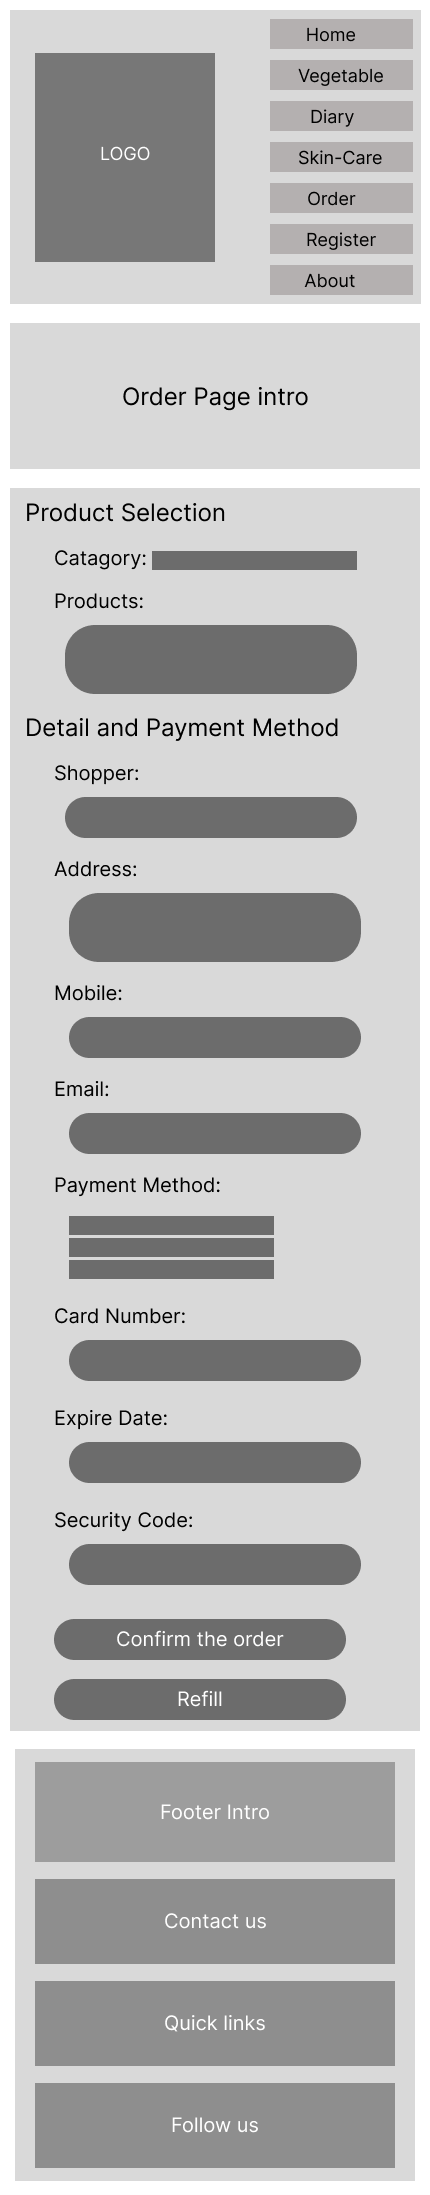 LOGO
Home
Vegetable
Diary
Skin-Care
Order
Register
About
Order Page intro
Product Selection
Catagory:
Products:
Detail and Payment Method
Shopper:
Address:
Mobile:
Email:
Payment Method:
Card Number:
Expire Date:
Security Code:
Confirm the order
Refill
Footer Intro
Contact us
Quick links
Follow us